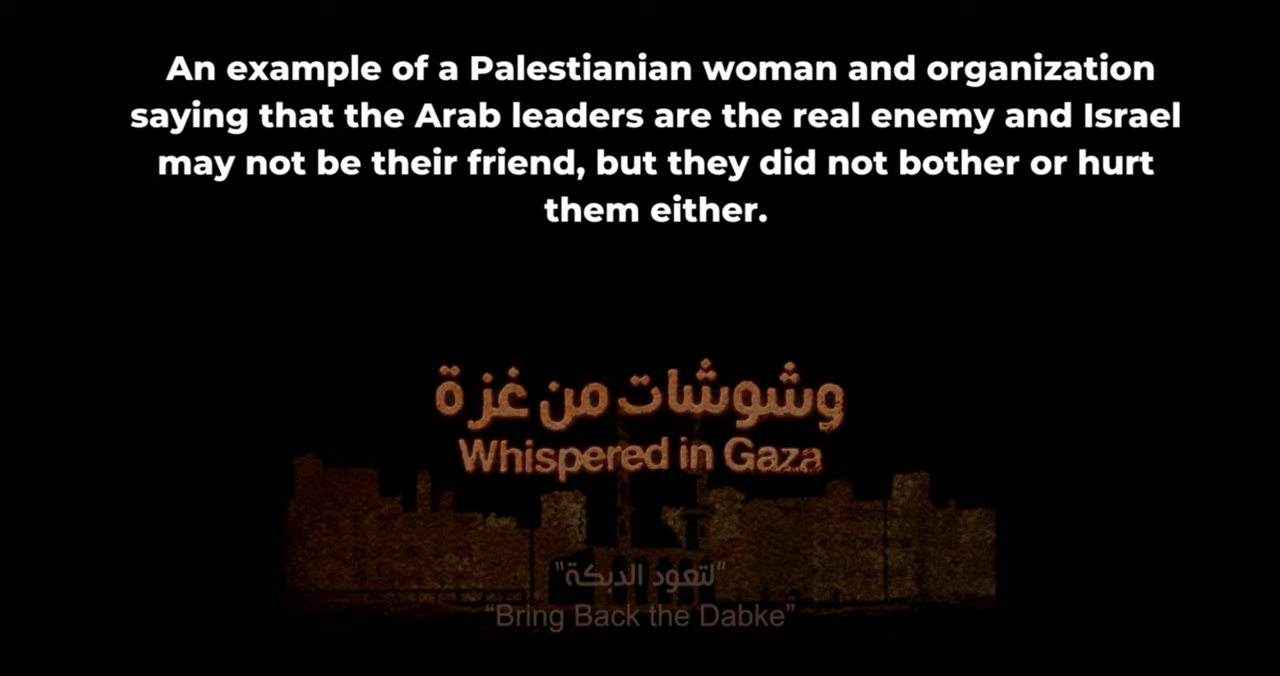 An example of a Palestianian woman and organization
saying that the Arab leaders are the real enemy and Israel
may not be their friend, but they did not bother or hurt
them either.
وشوشات من غزة
Whispered in Gaza
"لتعود الدبكة"
“Bring Back the Dabke”